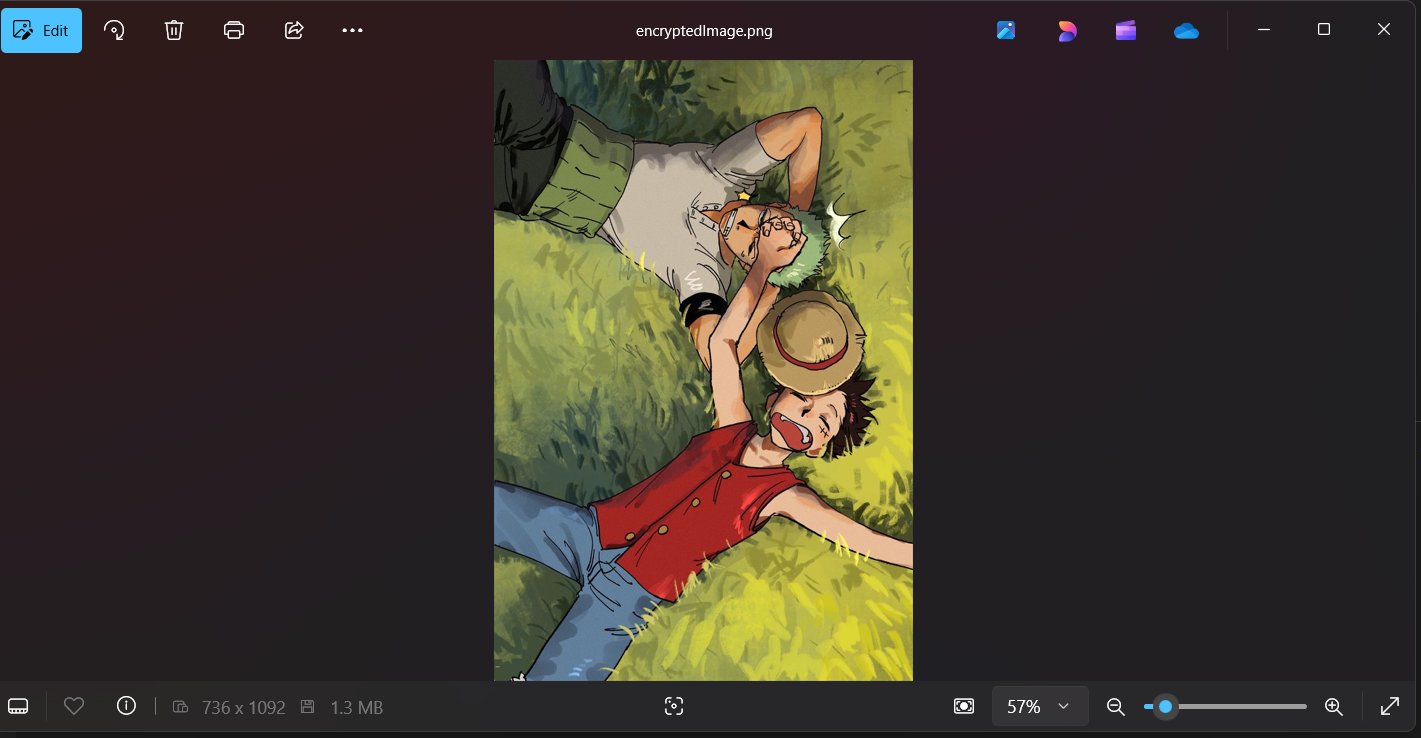 Edit
encryptedImage.png
736 x 1092
1.3 MB
57%